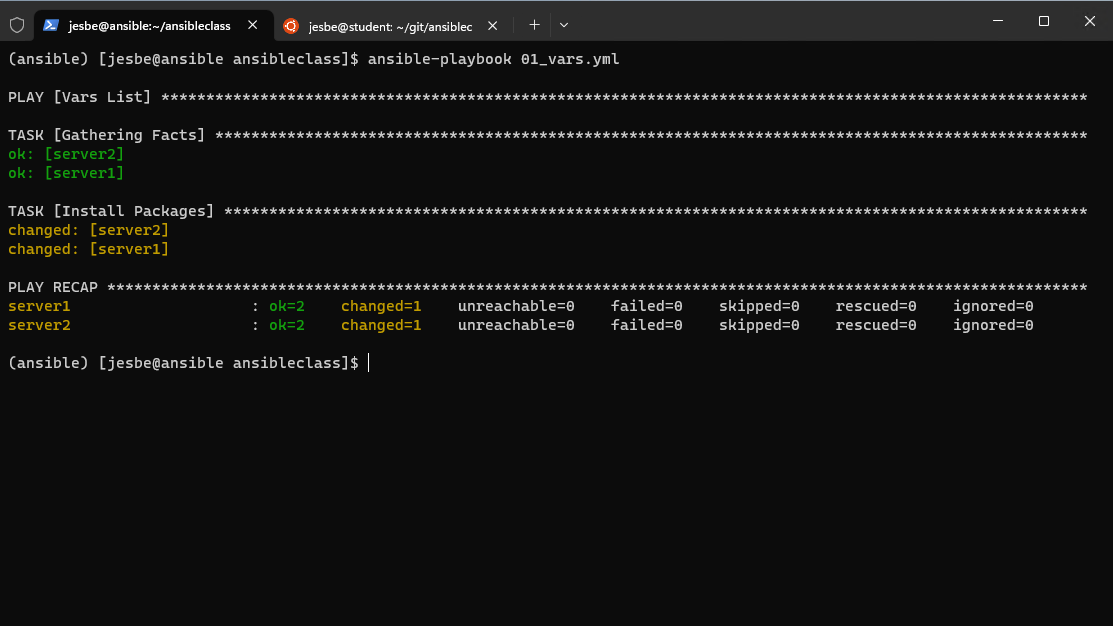 jesbe@ansible:~/ansibleclass
jesbe@student: ~/git/ansiblec
(ansible) [jesbe@ansible ansibleclass]$ ansible-playbook 01_vars.yml
PLAY [Vars List] *******************************************************************************************************
TASK [Gathering Facts] *************************************************************************************************
ok: [server2]
ok: [server1]
TASK [Install Packages] ************************************************************************************************
changed: [server2]
changed: [server1]
PLAY RECAP *************************************************************************************************************
server1                    : ok=2    changed=1    unreachable=0    failed=0    skipped=0    rescued=0    ignored=0
server2                    : ok=2    changed=1    unreachable=0    failed=0    skipped=0    rescued=0    ignored=0
(ansible) [jesbe@ansible ansibleclass]$